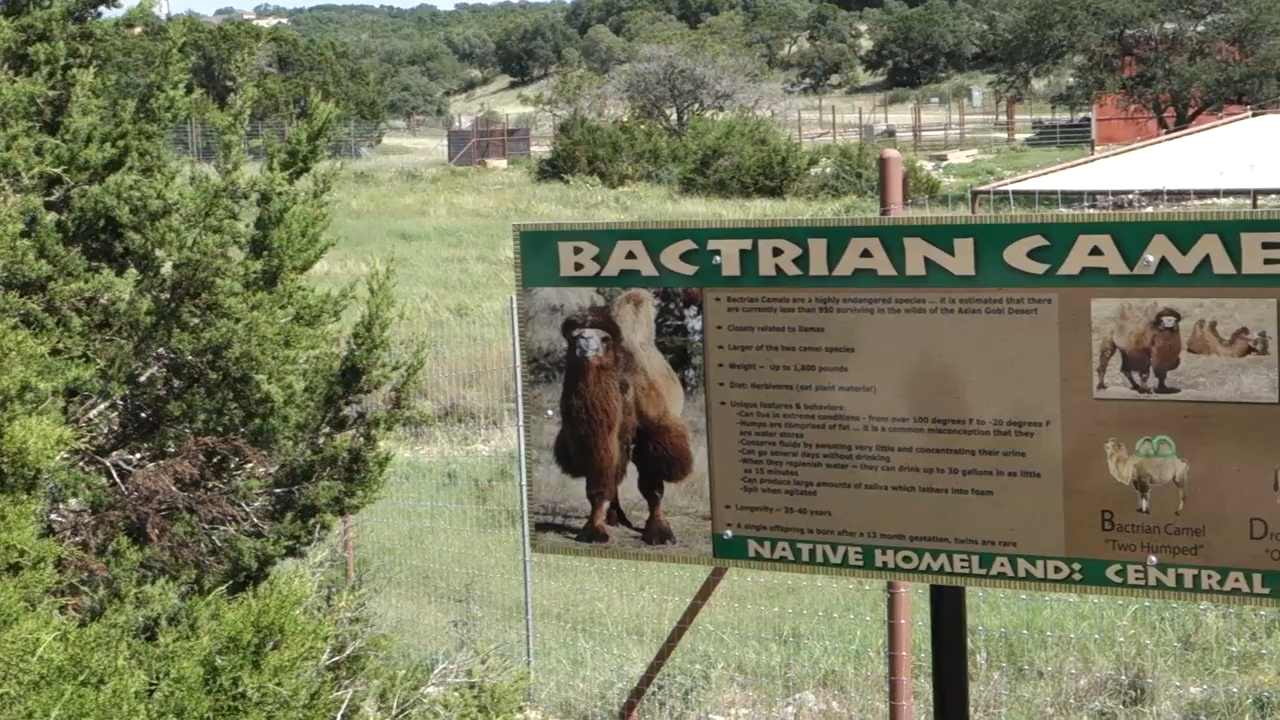 BACTRIAN CAME
Bactrian Camels are a highly endangered species ... it is estimated that there
are currently less than 950 surviving in the wilds of the Asian Gobi Desert
Closely related to llamas
Larger of the two camel species
Weight ~ Up to 1,800 pounds
Diet: Herbivores (eat plant material)
Unique features & behaviors:
-Can live in extreme conditions - from over 100 degrees F to -20 degrees F
-Humps are comprised of fat ... it is a common misconception that they
are water stores
-Conserve fluids by sweating very little and concentrating their urine
-Can go several days without drinking
-When they replenish water ~ they can drink up to 30 gallons in as little
as 15 minutes
-Can produce large amounts of saliva which lathers into foam
-Spit when agitated
Longevity ~ 35-40 years
A single offspring is born after a 13 month gestation, twins are rare
Bactrian Camel
"Two Humped"
Dro
"O
NATIVE HOMELAND: CENTRAL